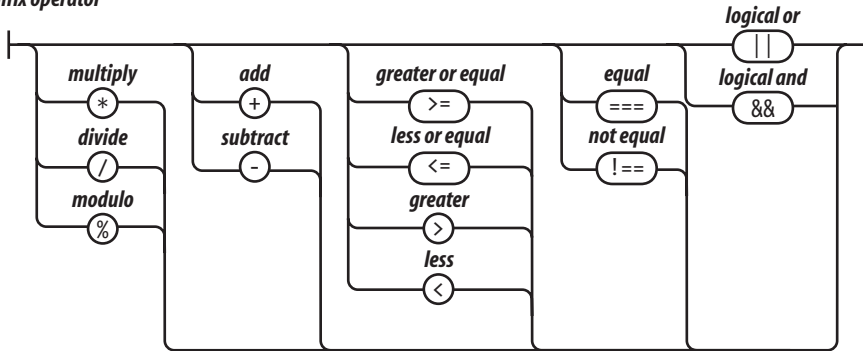 operator
logical or
||
multiply add greater or equal equal logical and
* + >= === &&
divide subtract less or equal not equal
/ - <= !==
modulo greater
% >
less
<